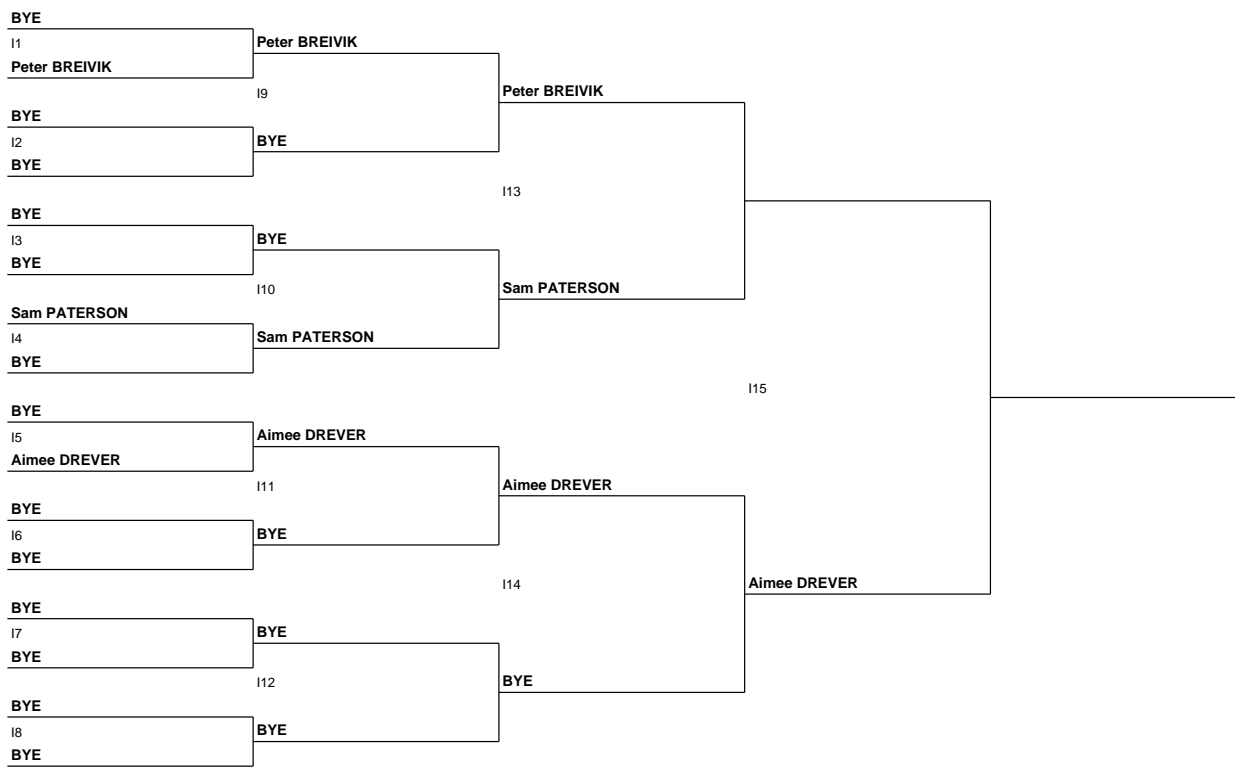 BYE
I1
Peter BREIVIK
BYE
I2
BYE
BYE
I3
BYE
Sam PATERSON
I4
BYE
BYE
I5
Aimee DREVER
BYE
I6
BYE
BYE
I7
BYE
BYE
I8
BYE
Peter BREIVIK
I9
BYE
BYE
I10
Sam PATERSON
Aimee DREVER
I11
BYE
BYE
I12
BYE
Peter BREIVIK
I13
Sam PATERSON
Aimee DREVER
I14
BYE
I15
Aimee DREVER